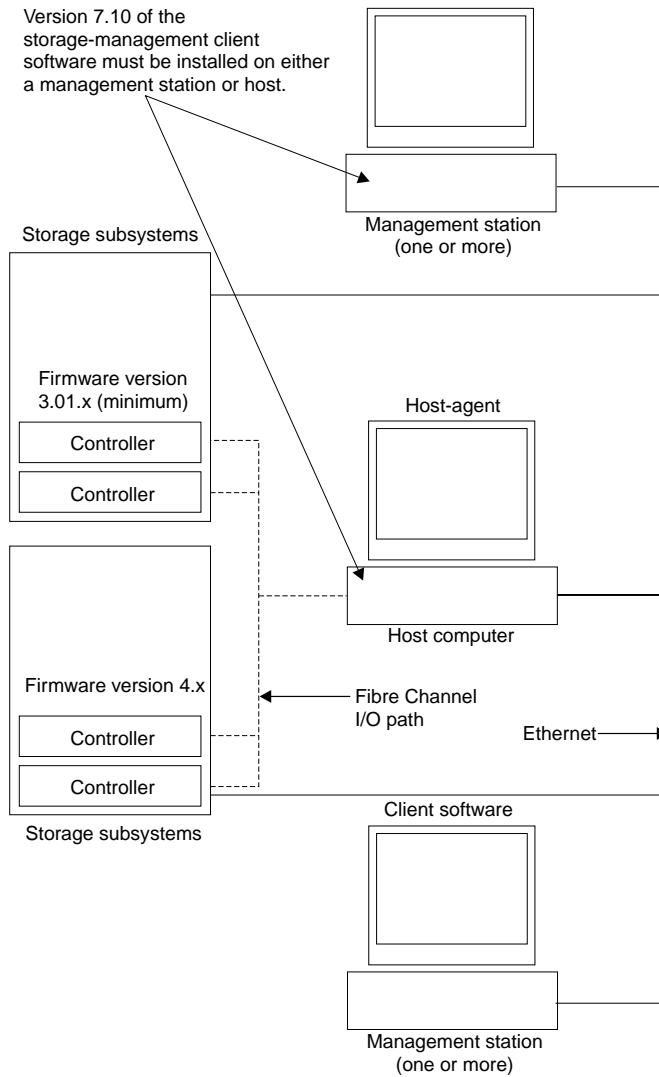 Version 7.10 of the
storage-management client
software must be installed on either
a management station or host.
Management station
(one or more)
Storage subsystems
Firmware version
3.01.x (minimum)
Controller
Controller
Host-agent
Host computer
Firmware version 4.x
Controller
Controller
Fibre Channel
I/O path
Ethernet
Storage subsystems
Client software
Management station
(one or more)